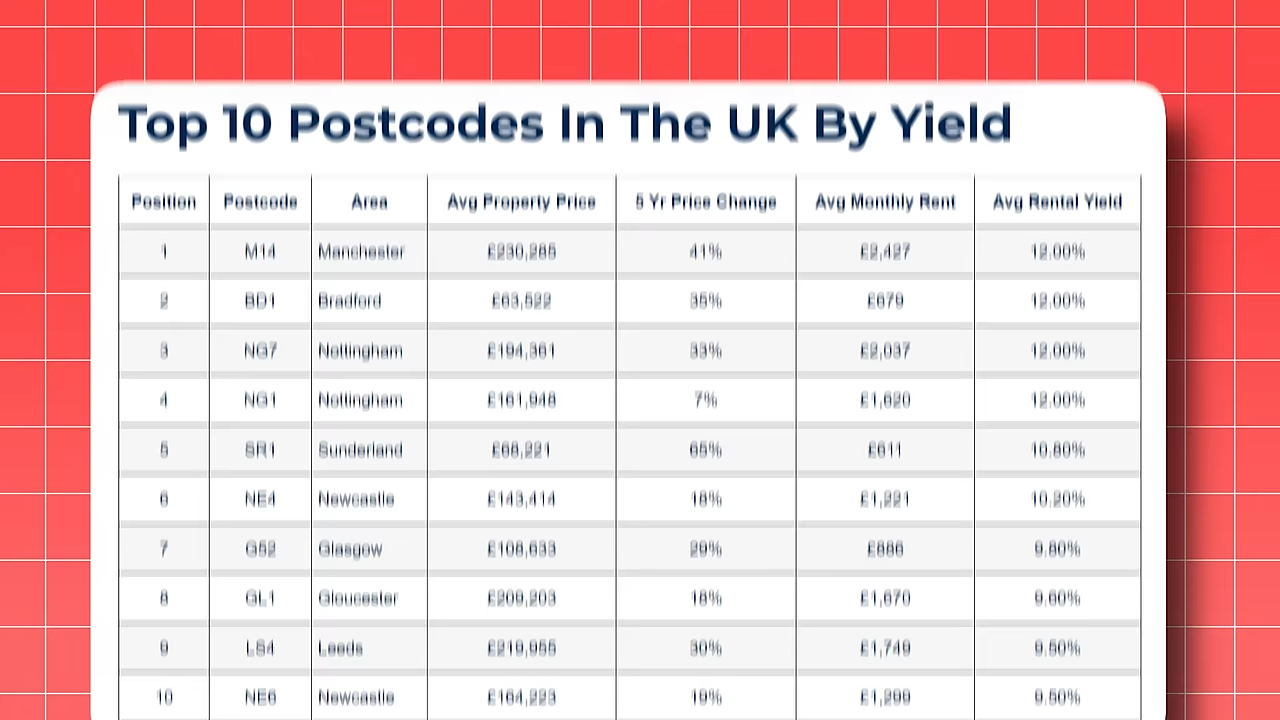 Top 10 Postcodes In The UK By Yield
Position Postcode Area Avg Property Price 5 Yr Price Change Avg Monthly Rent Avg Rental Yield
1 M14 Manchester £230,285 41% £2,427 12.00%
2 BD1 Bradford £63,522 35% £679 12.00%
3 NG7 Nottingham £194,361 33% £2,037 12.00%
4 NG1 Nottingham £161,948 7% £1,620 12.00%
5 SR1 Sunderland £68,221 65% £611 10.80%
6 NE4 Newcastle £143,414 18% £1,221 10.20%
7 G52 Glasgow £108,633 29% £886 9.80%
8 GL1 Gloucester £209,203 18% £1,670 9.60%
9 LS4 Leeds £219,955 30% £1,749 9.50%
10 NE6 Newcastle £164,223 19% £1,299 9.50%